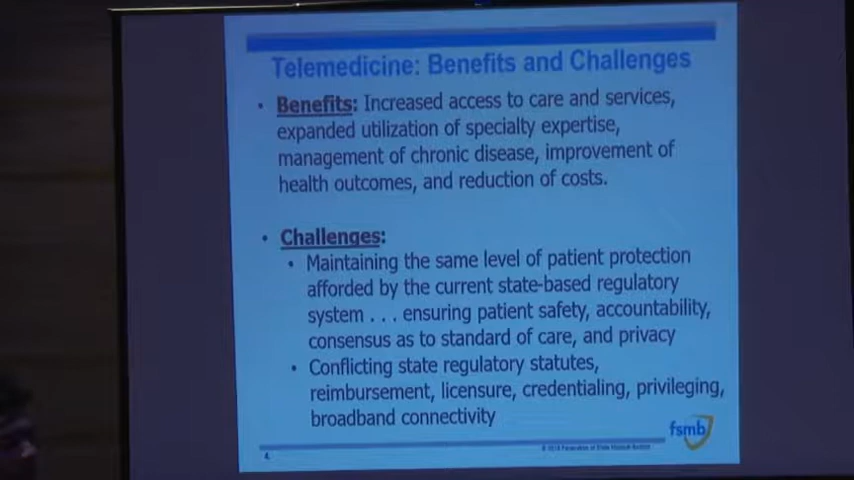 Telemedicine: Benefits and Challenges
• Benefits: Increased access to care and services,
expanded utilization of specialty expertise,
management of chronic disease, improvement of
health outcomes, and reduction of costs.
• Challenges:
• Maintaining the same level of patient protection
afforded by the current state-based regulatory
system . . . ensuring patient safety, accountability,
consensus as to standard of care, and privacy
• Conflicting state regulatory statutes,
reimbursement, licensure, credentialing, privileging,
broadband connectivity
fsmb
4